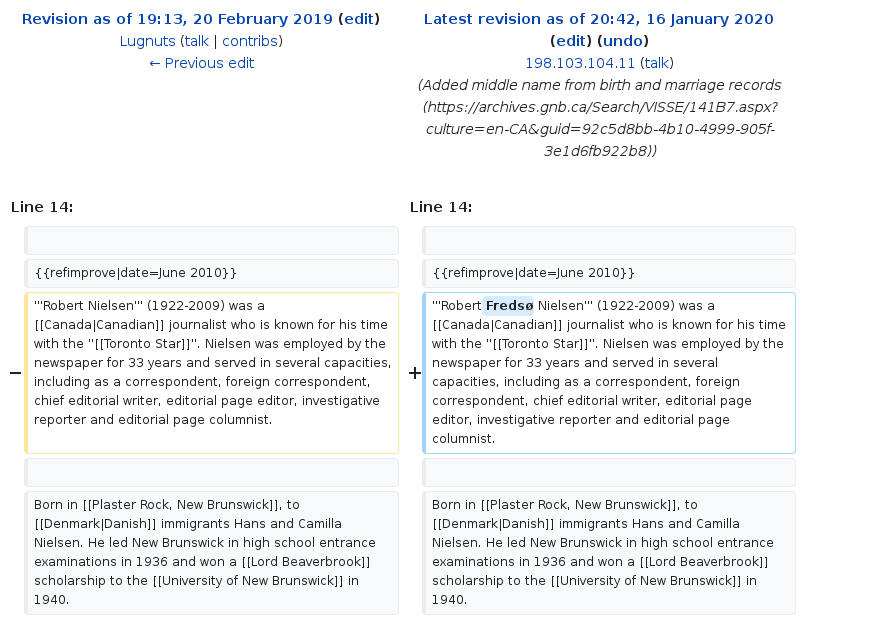 Revision as of 19:13, 20 February 2019 (edit)
Lugnuts (talk | contribs)
← Previous edit
Latest revision as of 20:42, 16 January 2020
(edit) (undo)
198.103.104.11 (talk)
(Added middle name from birth and marriage records
(https://archives.gnb.ca/Search/VISSE/141B7.aspx?
culture=en-CA&guid=92c5d8bb-4b10-4999-905f-
3e1d6fb922b8))
Line 14:
Line 14:
{{refimprove|date=June 2010}}
{{refimprove|date=June 2010}}
−
'''Robert Nielsen''' (1922-2009) was a
[[Canada|Canadian]] journalist who is known for his time
with the ''[[Toronto Star]]''. Nielsen was employed by the
newspaper for 33 years and served in several capacities,
including as a correspondent, foreign correspondent,
chief editorial writer, editorial page editor, investigative
reporter and editorial page columnist.
+
'''Robert Fredsø Nielsen''' (1922-2009) was a
[[Canada|Canadian]] journalist who is known for his time
with the ''[[Toronto Star]]''. Nielsen was employed by the
newspaper for 33 years and served in several
capacities, including as a correspondent, foreign
correspondent, chief editorial writer, editorial page
editor, investigative reporter and editorial page
columnist.
Born in [[Plaster Rock, New Brunswick]], to
[[Denmark|Danish]] immigrants Hans and Camilla
Nielsen. He led New Brunswick in high school entrance
examinations in 1936 and won a [[Lord Beaverbrook]]
scholarship to the [[University of New Brunswick]] in
1940.
Born in [[Plaster Rock, New Brunswick]], to
[[Denmark|Danish]] immigrants Hans and Camilla
Nielsen. He led New Brunswick in high school entrance
examinations in 1936 and won a [[Lord Beaverbrook]]
scholarship to the [[University of New Brunswick]] in
1940.